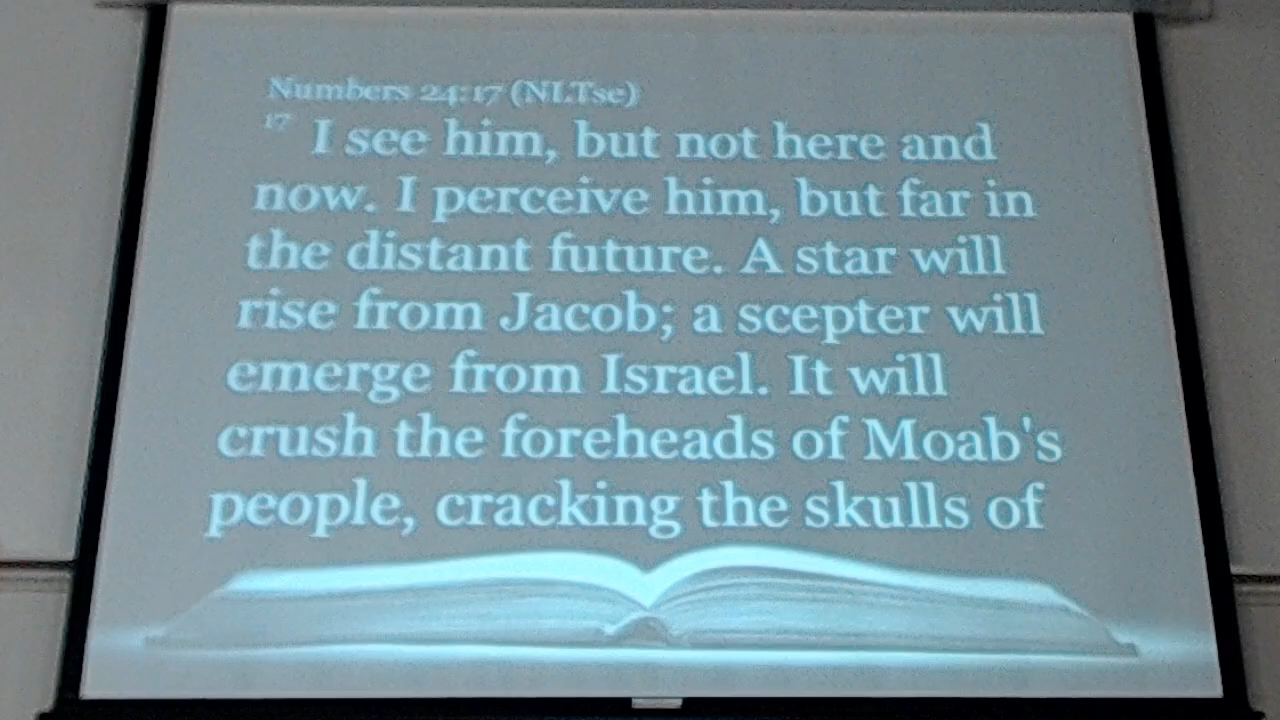 Numbers 24:17 (NLTse)
17 I see him, but not here and
now. I perceive him, but far in
the distant future. A star will
rise from Jacob; a scepter will
emerge from Israel. It will
crush the foreheads of Moab's
people, cracking the skulls of